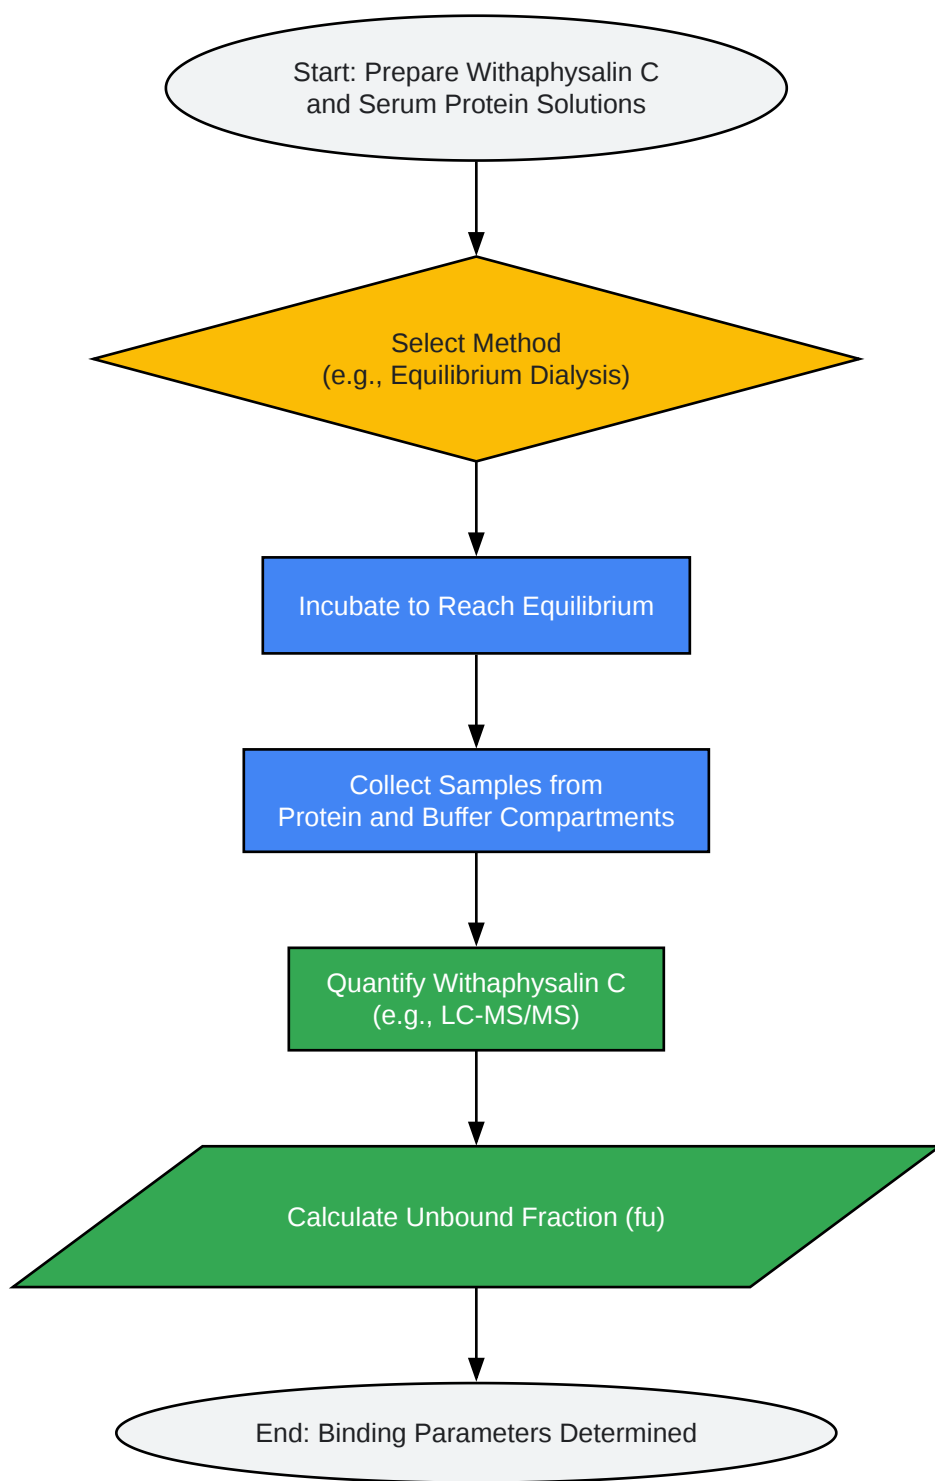 Start: Prepare Withaphysalin C
and Serum Protein Solutions
Select Method
(e.g., Equilibrium Dialysis)
Incubate to Reach Equilibrium
Collect Samples from
Protein and Buffer Compartments
Quantify Withaphysalin C
(e.g., LC-MS/MS)
Calculate Unbound Fraction (fu)
End: Binding Parameters Determined